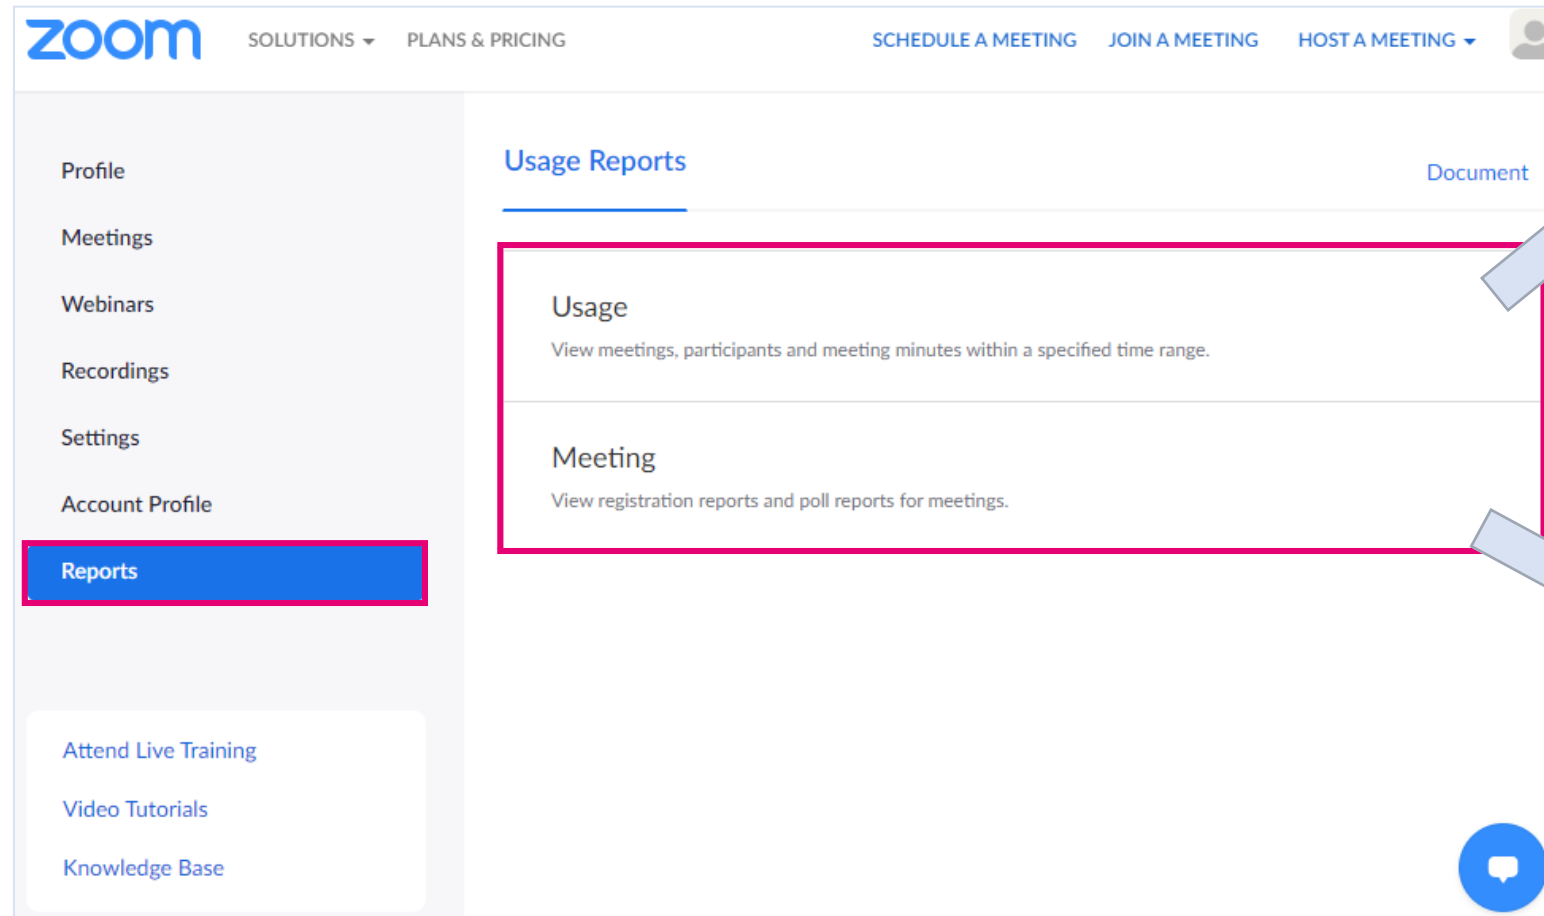 zoom SOLUTIONS PLANS & PRICING SCHEDULE A MEETING JOIN A MEETING HOST A MEETING
Profile
Meetings
Webinars
Recordings
Settings
Account Profile
Reports
Attend Live Training
Video Tutorials
Knowledge Base
Usage Reports
Document
Usage
View meetings, participants and meeting minutes within a specified time range.
Meeting
View registration reports and poll reports for meetings.